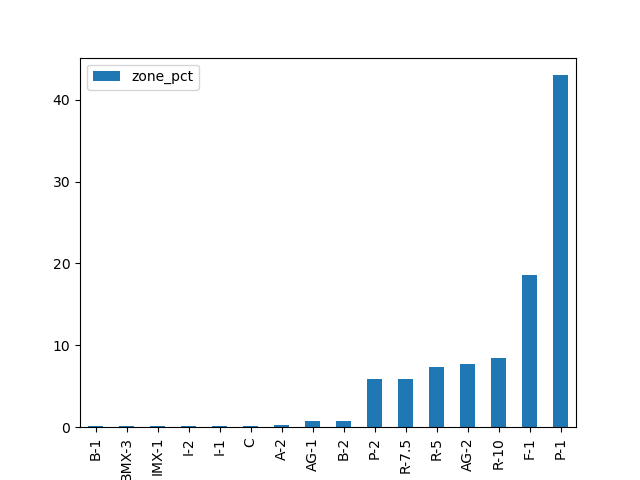 zone_pct
40
30
20
10
0
B-1
BMX-3
IMX-1
I-2
I-1
C
A-2
AG-1
B-2
P-2
R-7.5
R-5
AG-2
R-10
F-1
P-1